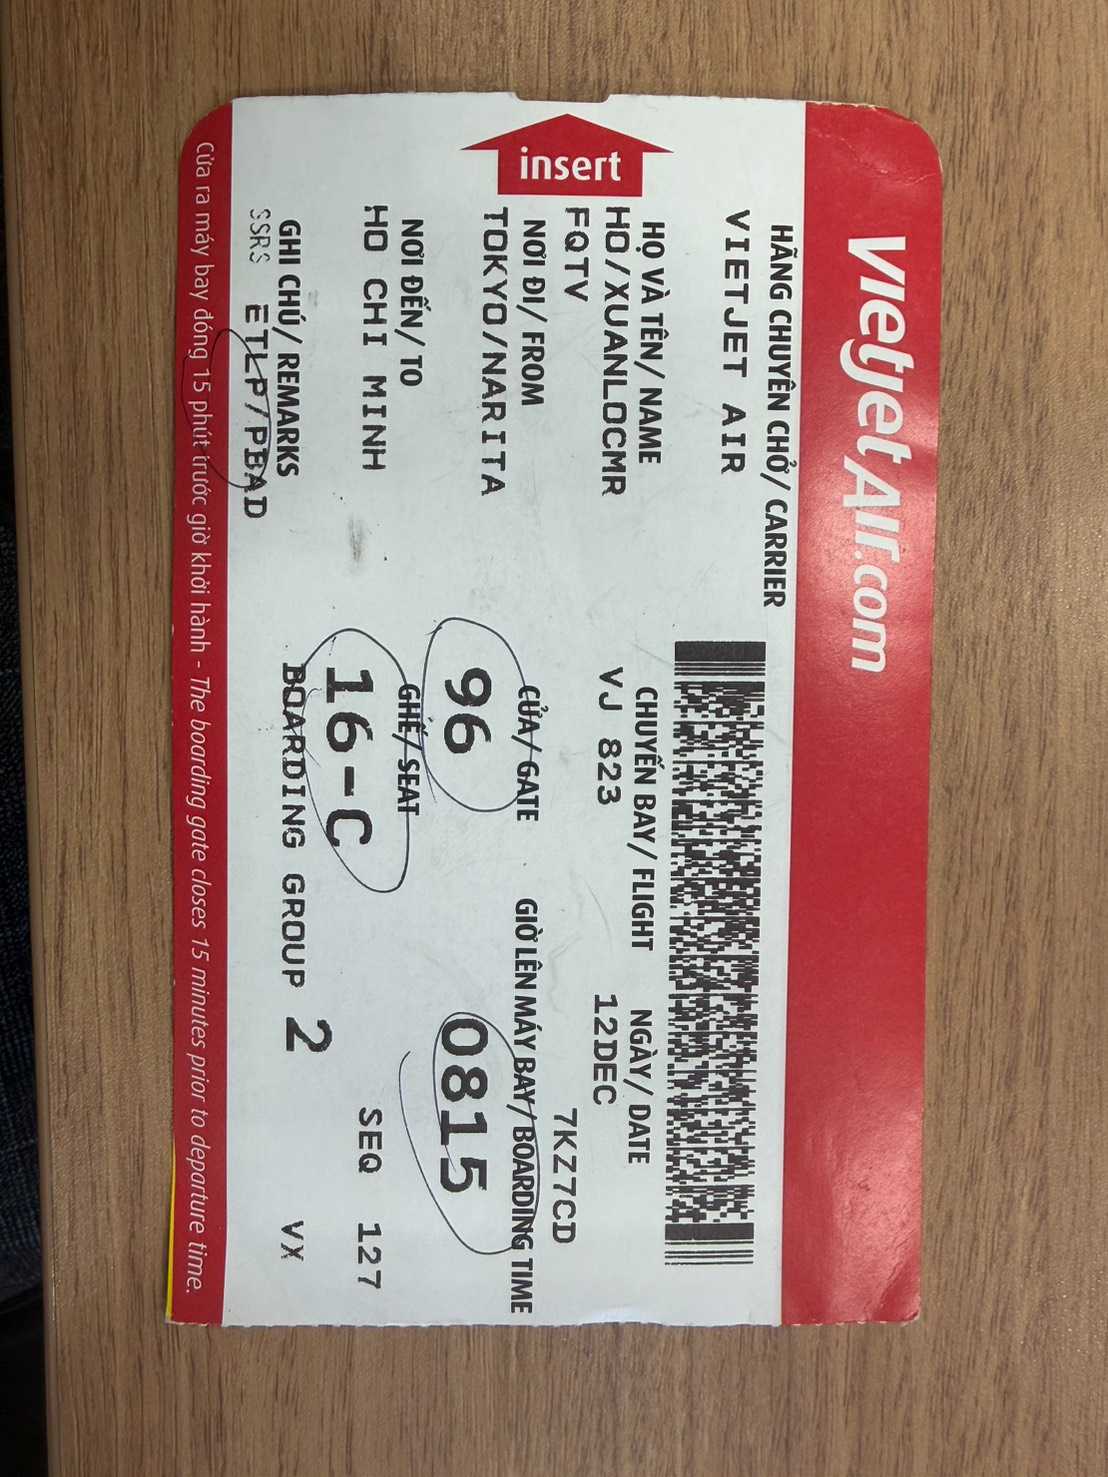 vietjetAir.com
HÃNG CHUYÊN CHỞ/ CARRIER
VIETJET AIR
HỌ VÀ TÊN/ NAME
HO/XUANLOCMR
FQTV
CHUYẾN BAY/ FLIGHT
VJ 823
NGÀY/ DATE
12DEC
7KZ7CD
insert
NƠI ĐI/ FROM
TOKYO/NARITA
CỬA/ GATE
96
GIỜ LÊN MÁY BAY/ BOARDING TIME
0815
NƠI ĐẾN/ TO
HO CHI MINH
GHẾ/ SEAT
16-C
SEQ 127
GHI CHÚ/ REMARKS
SSRS ETLP/PBAD
BOARDING GROUP 2
VX
Cửa ra máy bay đóng 15 phút trước giờ khởi hành - The boarding gate closes 15 minutes prior to departure time.